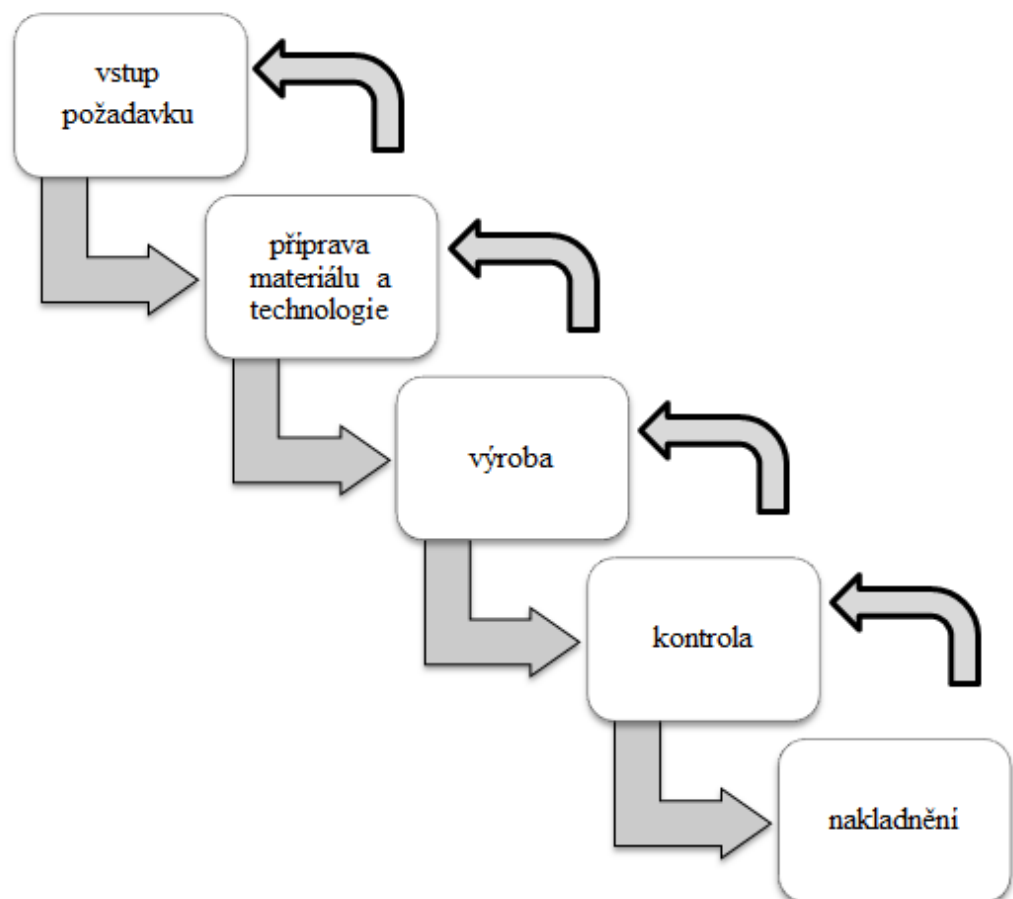 vstup
požadavku
příprava
materiálu a
technologie
výroba
kontrola
nakladnění